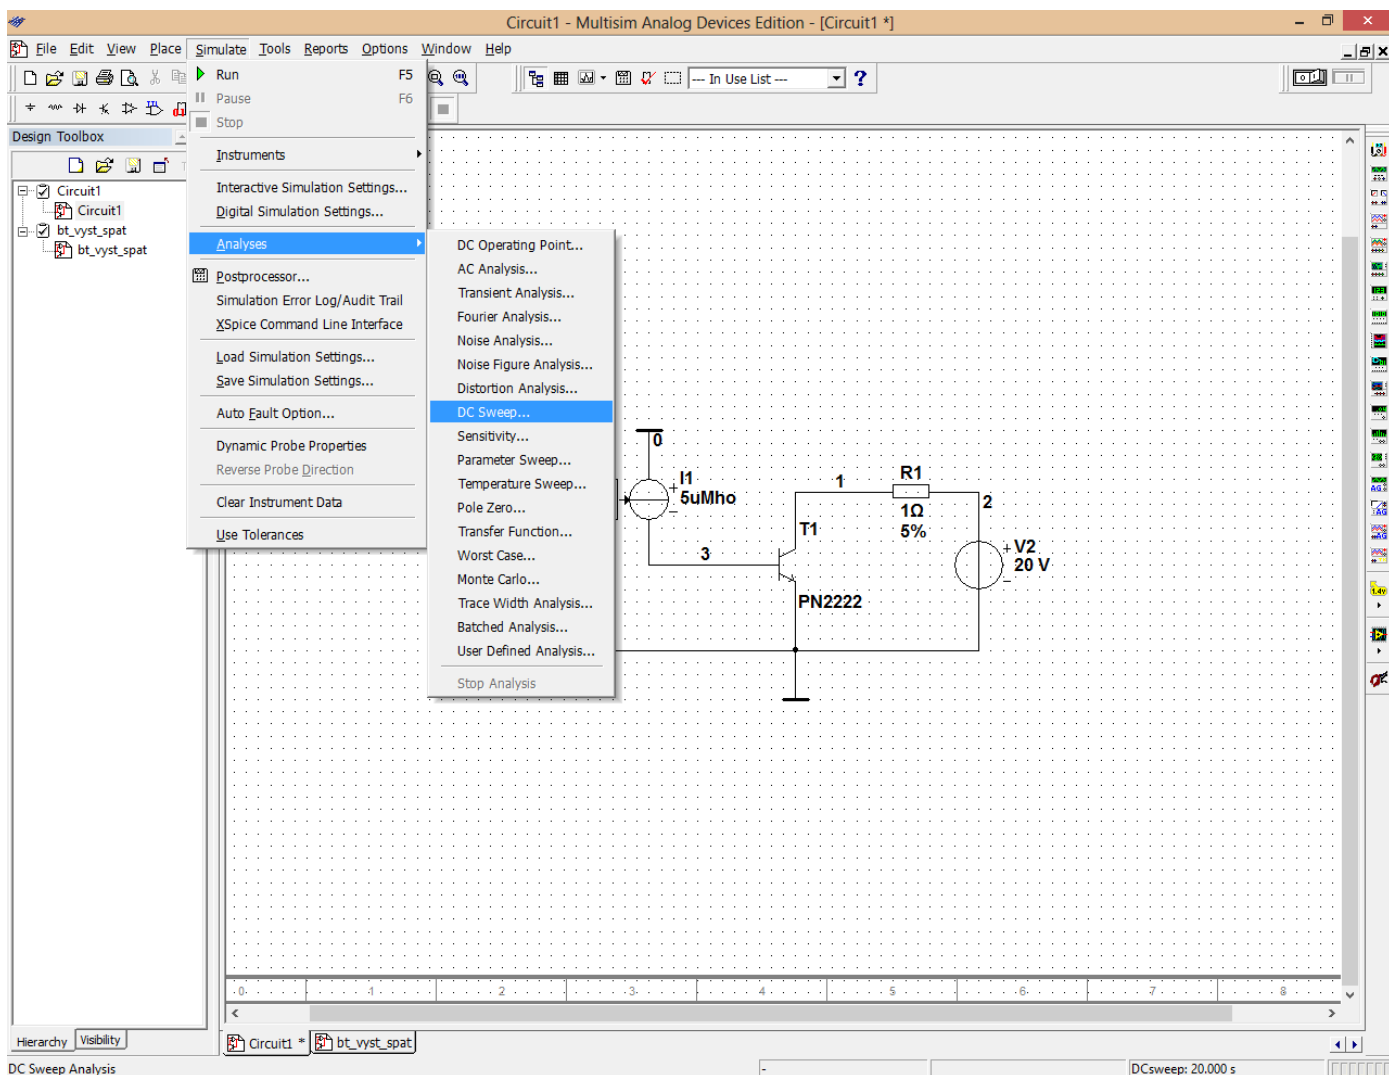 Circuit1 - Multisim Analog Devices Edition - [Circuit1 *]
File Edit View Place Simulate Tools Reports Options Window Help
--- In Use List ---
Design Toolbox
Circuit1
Circuit1
bt_vyst_spat
bt_vyst_spat
Run F5
Pause F6
Stop
Instruments
Interactive Simulation Settings...
Digital Simulation Settings...
Analyses
Postprocessor...
Simulation Error Log/Audit Trail
XSpice Command Line Interface
Load Simulation Settings...
Save Simulation Settings...
Auto Fault Option...
Dynamic Probe Properties
Reverse Probe Direction
Clear Instrument Data
Use Tolerances
DC Operating Point...
AC Analysis...
Transient Analysis...
Fourier Analysis...
Noise Analysis...
Noise Figure Analysis...
Distortion Analysis...
DC Sweep...
Sensitivity...
Parameter Sweep...
Temperature Sweep...
Pole Zero...
Transfer Function...
Worst Case...
Monte Carlo...
Trace Width Analysis...
Batched Analysis...
User Defined Analysis...
Stop Analysis
0
I1
5uMho
3
T1
PN2222
1
R1
1Ω
5%
2
V2
20 V
0 1 2 3 4 5 6 7 8
Hierarchy Visibility
Circuit1 * bt_vyst_spat
DC Sweep Analysis - DCsweep: 20.000 s